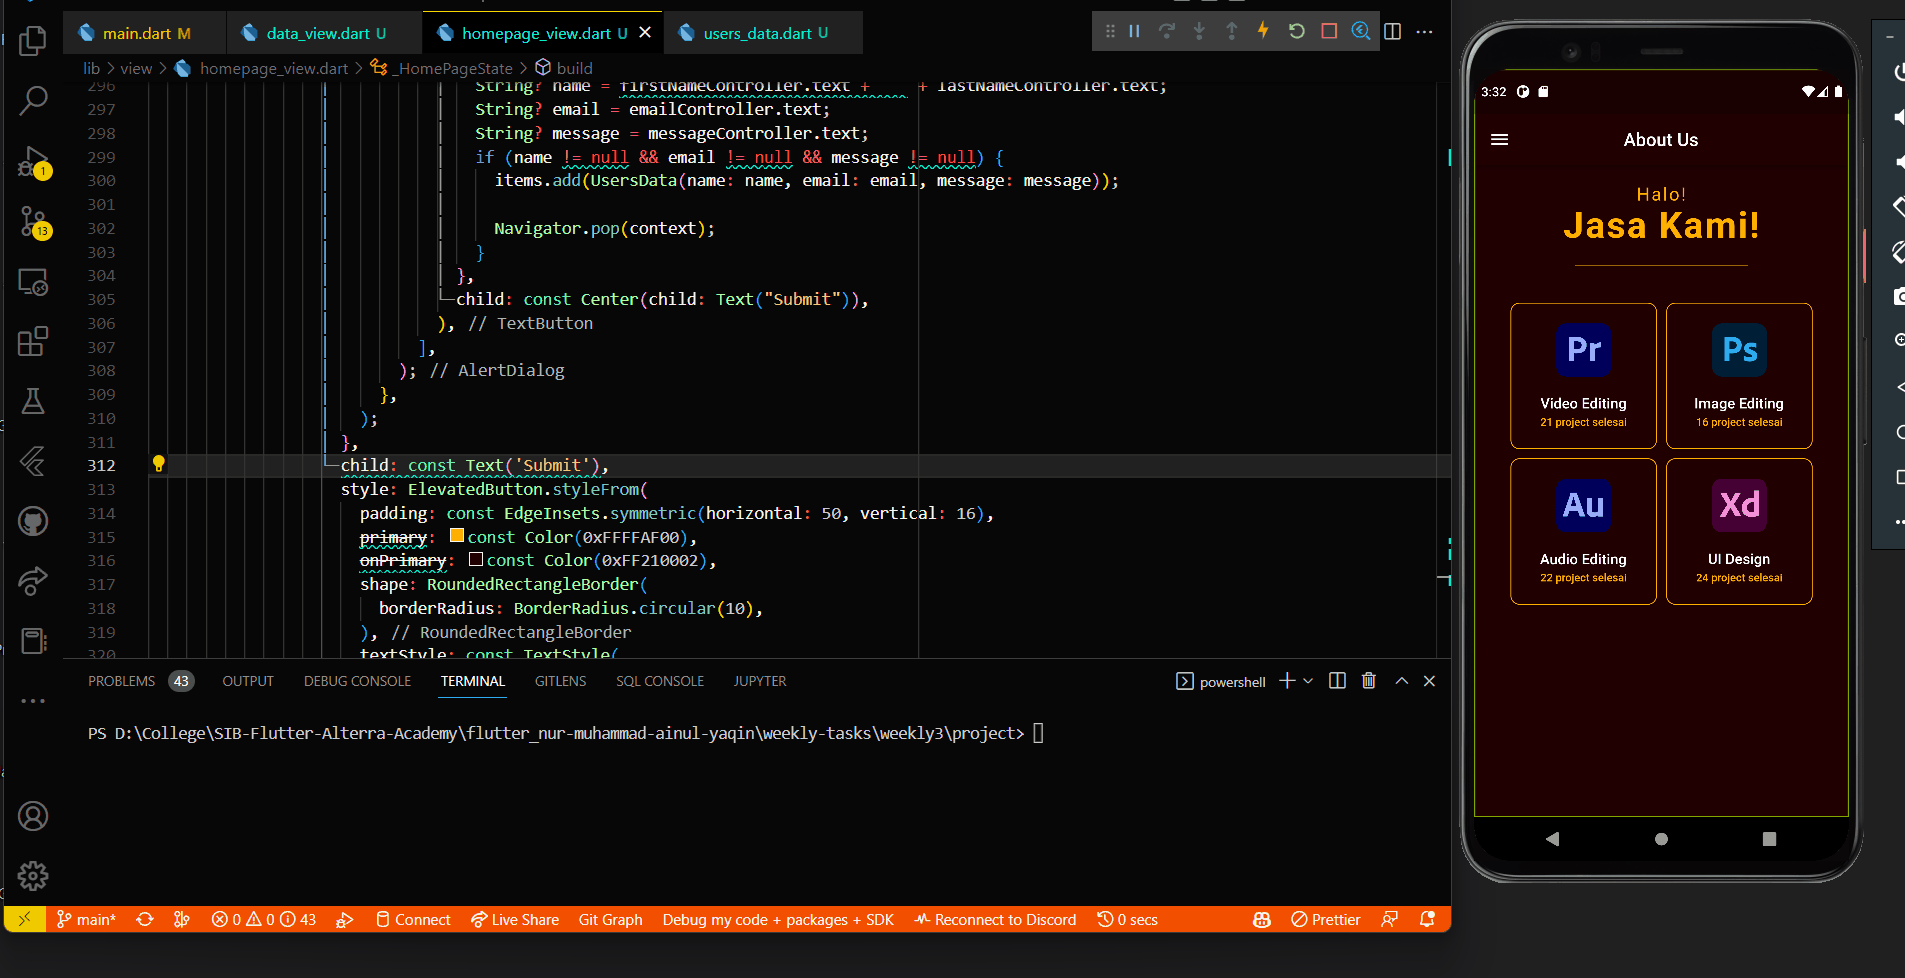 main.dart M
data_view.dart U
homepage_view.dart U
users_data.dart U
lib > view > homepage_view.dart > _HomePageState > build
296 String? name = firstNameController.text + + lastNameController.text;
297 String? email = emailController.text;
298 String? message = messageController.text;
299 if (name != null && email != null && message != null) {
300 items.add(UsersData(name: name, email: email, message: message));
301
302 Navigator.pop(context);
303 }
304 },
305 child: const Center(child: Text("Submit")),
306 ), // TextButton
307 ],
308 ); // AlertDialog
309 },
310 );
311 },
312 child: const Text('Submit'),
313 style: ElevatedButton.styleFrom(
314 padding: const EdgeInsets.symmetric(horizontal: 50, vertical: 16),
315 primary: const Color(0xFFFFAF00),
316 onPrimary: const Color(0xFF210002),
317 shape: RoundedRectangleBorder(
318 borderRadius: BorderRadius.circular(10),
319 ), // RoundedRectangleBorder
320 textStyle: const TextStyle(
1
13
PROBLEMS 43 OUTPUT DEBUG CONSOLE TERMINAL GITLENS SQL CONSOLE JUPYTER
powershell
PS D:\College\SIB-Flutter-Alterra-Academy\flutter_nur-muhammad-ainul-yaqin\weekly-tasks\weekly3\project>
main* 0 0 43 Connect Live Share Git Graph Debug my code + packages + SDK Reconnect to Discord 0 secs Prettier
3:32
About Us
Halo!
Jasa Kami!
Pr
Video Editing
21 project selesai
Ps
Image Editing
16 project selesai
Au
Audio Editing
22 project selesai
Xd
UI Design
24 project selesai